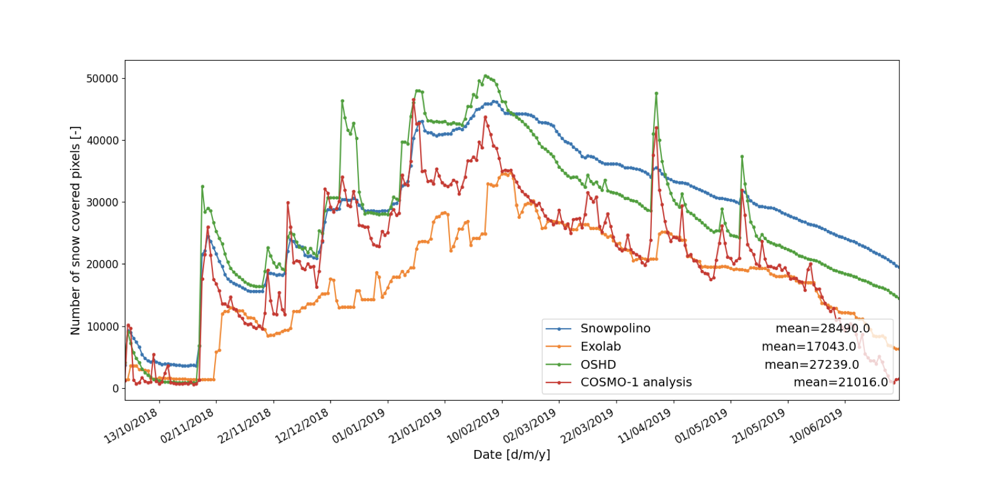 Number of snow covered pixels [-]
50000
40000
30000
20000
10000
0
Snowpolino mean=28490.0
Exolab mean=17043.0
OSHD mean=27239.0
COSMO-1 analysis mean=21016.0
13/10/2018 02/11/2018 22/11/2018 12/12/2018 01/01/2019 21/01/2019 10/02/2019 02/03/2019 22/03/2019 11/04/2019 01/05/2019 21/05/2019 10/06/2019
Date [d/m/y]